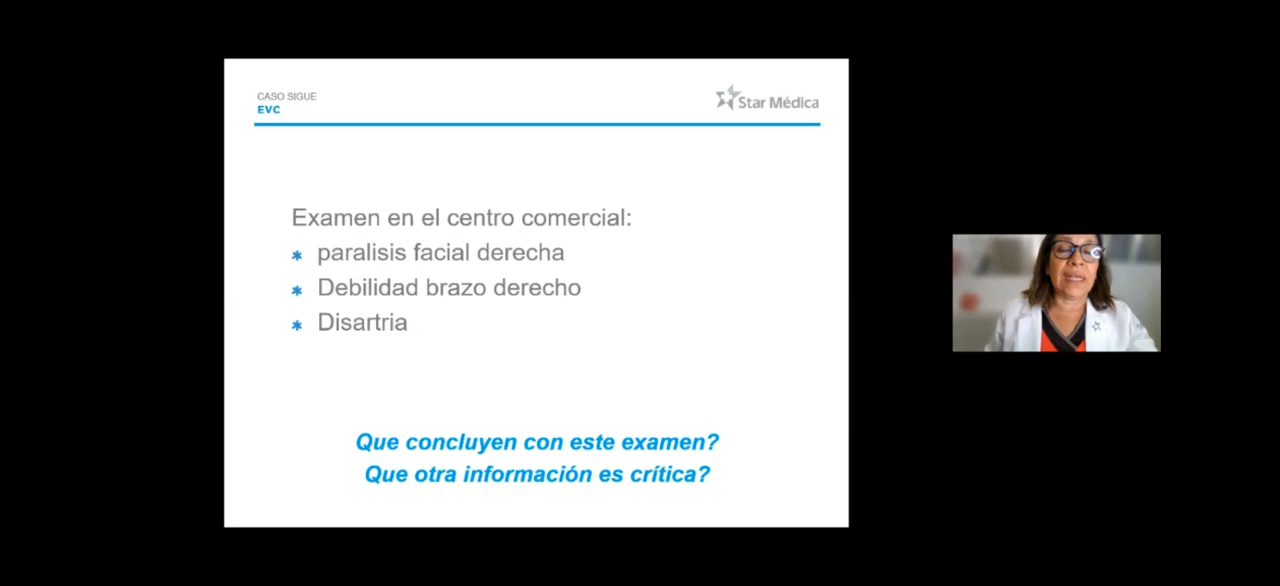 CASO SIGUE
EVC
Star Médica
Examen en el centro comercial:
* paralisis facial derecha
* Debilidad brazo derecho
* Disartria
Que concluyen con este examen?
Que otra información es crítica?